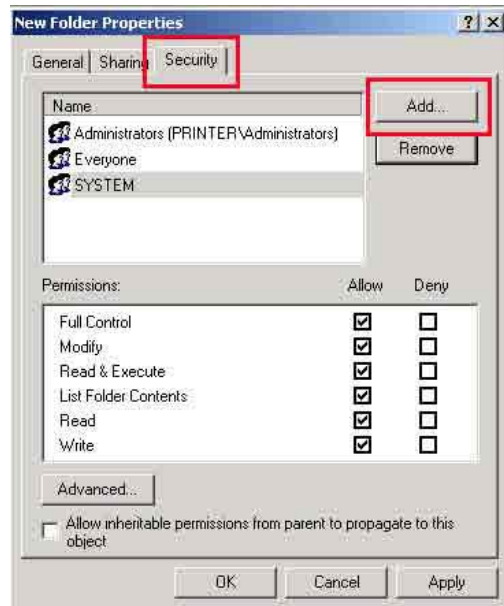 New Folder Properties
General Sharing Security
Name
Add...
Administrators (PRINTER\Administrators)
Remove
Everyone
SYSTEM
Permissions: Allow Deny
Full Control
Modify
Read & Execute
List Folder Contents
Read
Write
Advanced...
Allow inheritable permissions from parent to propagate to this
object
OK Cancel Apply